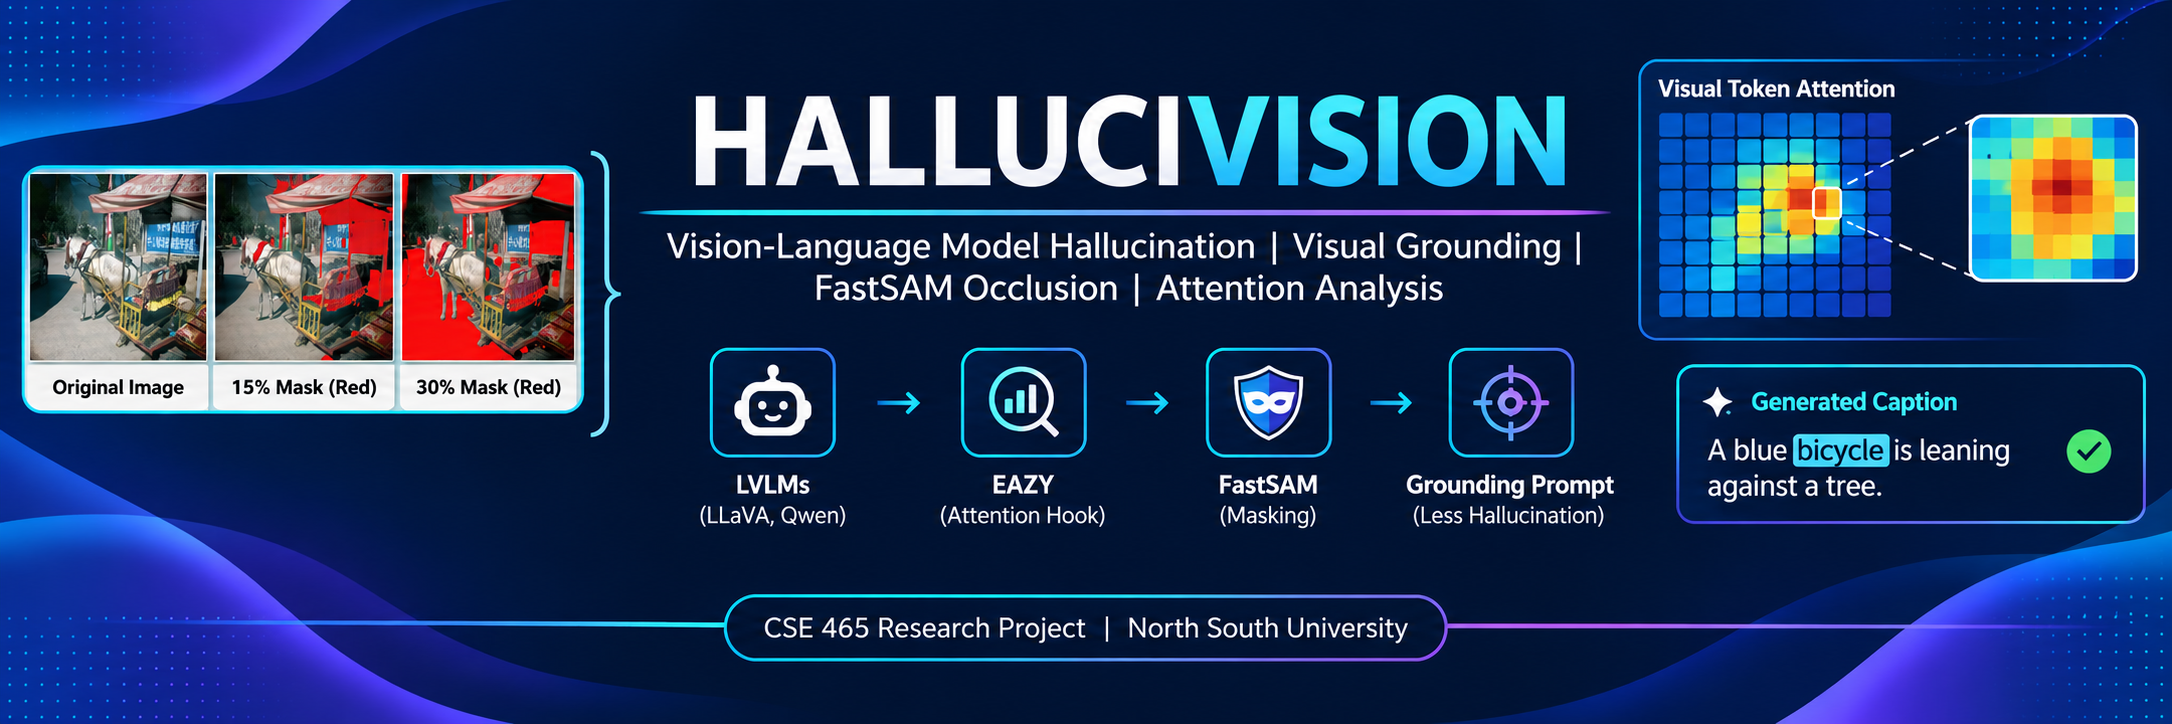 HALLUCIVISION
Vision-Language Model Hallucination | Visual Grounding |
FastSAM Occlusion | Attention Analysis
Original Image
15% Mask (Red)
30% Mask (Red)
LVLMs
(LLaVA, Qwen)
EAZY
(Attention Hook)
FastSAM
(Masking)
Grounding Prompt
(Less Hallucination)
Visual Token Attention
Generated Caption
A blue bicycle is leaning
against a tree.
CSE 465 Research Project | North South University